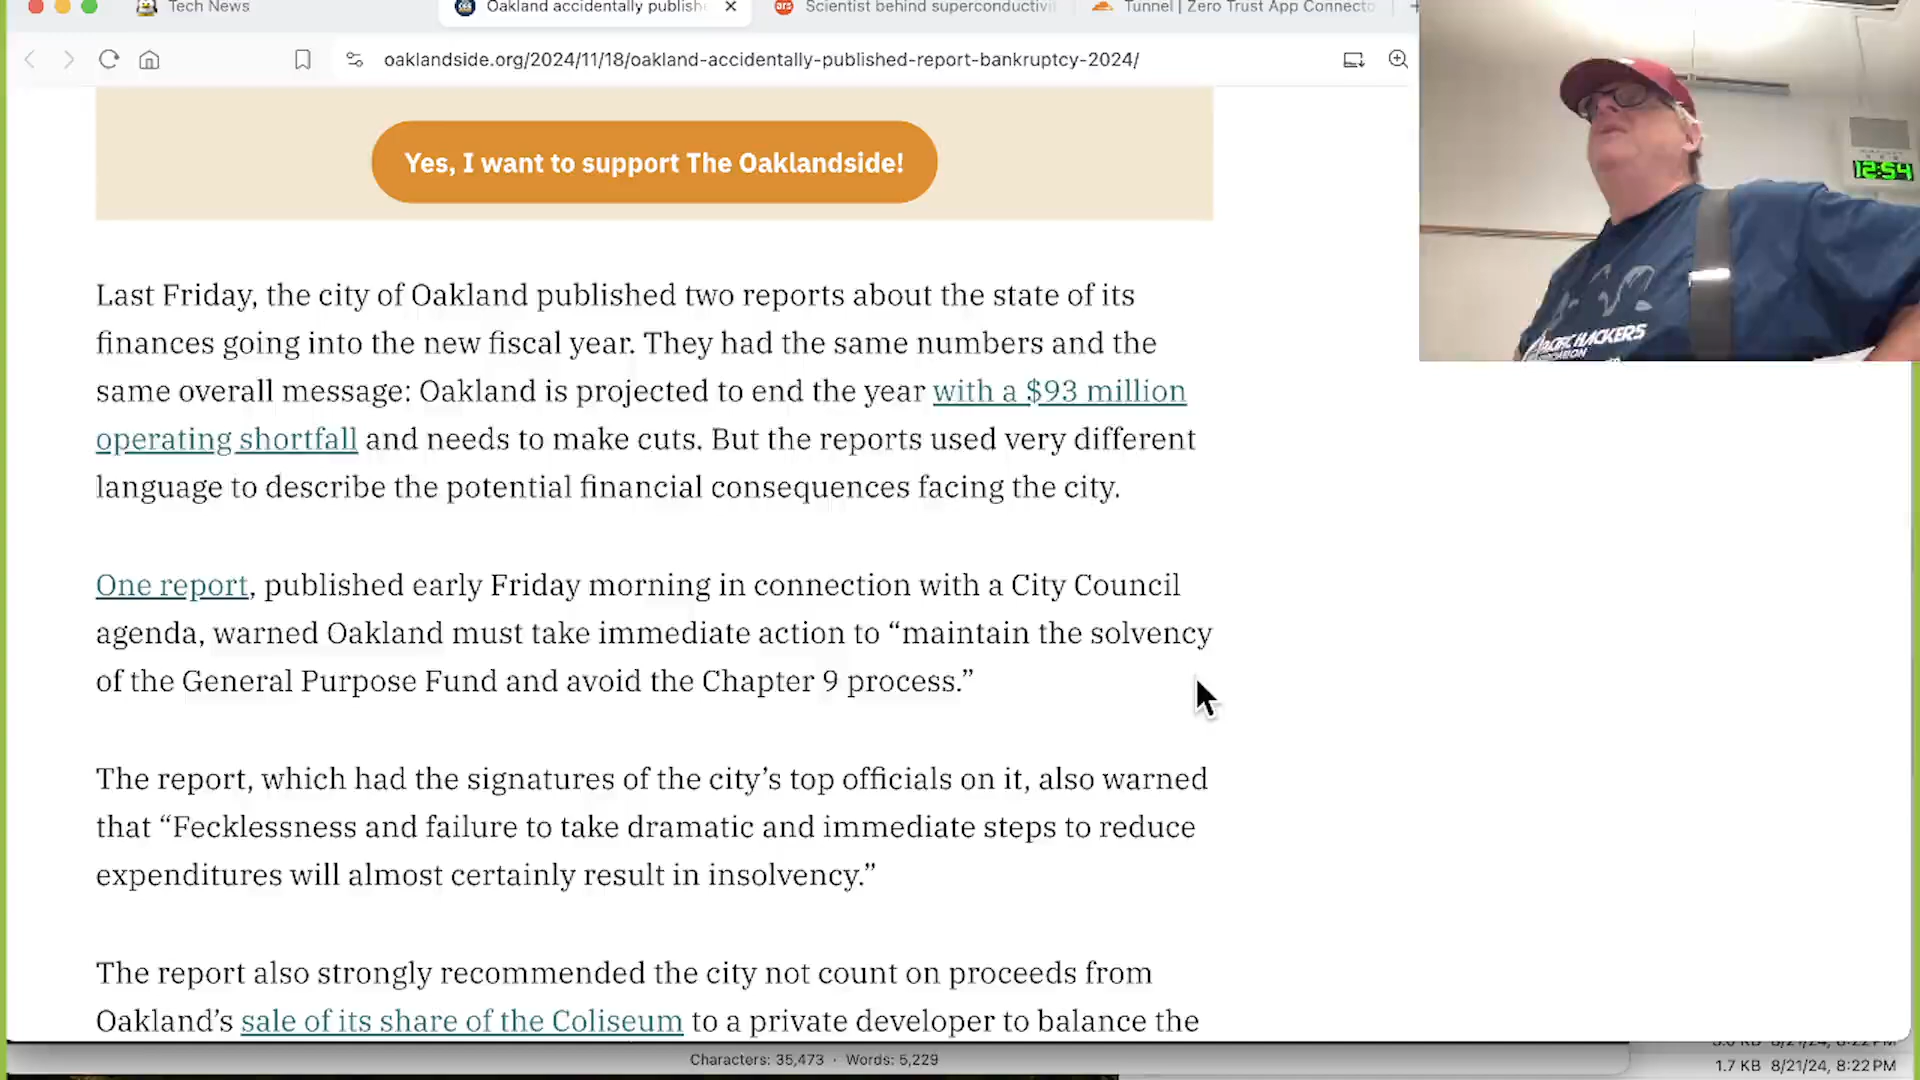 Tech News
Oakland accidentally publish
Scientist behind superconductivi
Tunnel | Zero Trust App Connecto
oaklandside.org/2024/11/18/oakland-accidentally-published-report-bankruptcy-2024/
12:54
Yes, I want to support The Oaklandside!
Last Friday, the city of Oakland published two reports about the state of its
finances going into the new fiscal year. They had the same numbers and the
same overall message: Oakland is projected to end the year with a $93 million
operating shortfall and needs to make cuts. But the reports used very different
language to describe the potential financial consequences facing the city.
One report, published early Friday morning in connection with a City Council
agenda, warned Oakland must take immediate action to “maintain the solvency
of the General Purpose Fund and avoid the Chapter 9 process.”
The report, which had the signatures of the city’s top officials on it, also warned
that “Fecklessness and failure to take dramatic and immediate steps to reduce
expenditures will almost certainly result in insolvency.”
The report also strongly recommended the city not count on proceeds from
Oakland’s sale of its share of the Coliseum to a private developer to balance the
Characters: 35,473 · Words: 5,229
1.7 KB 8/21/24, 8:22 PM
HACKERS